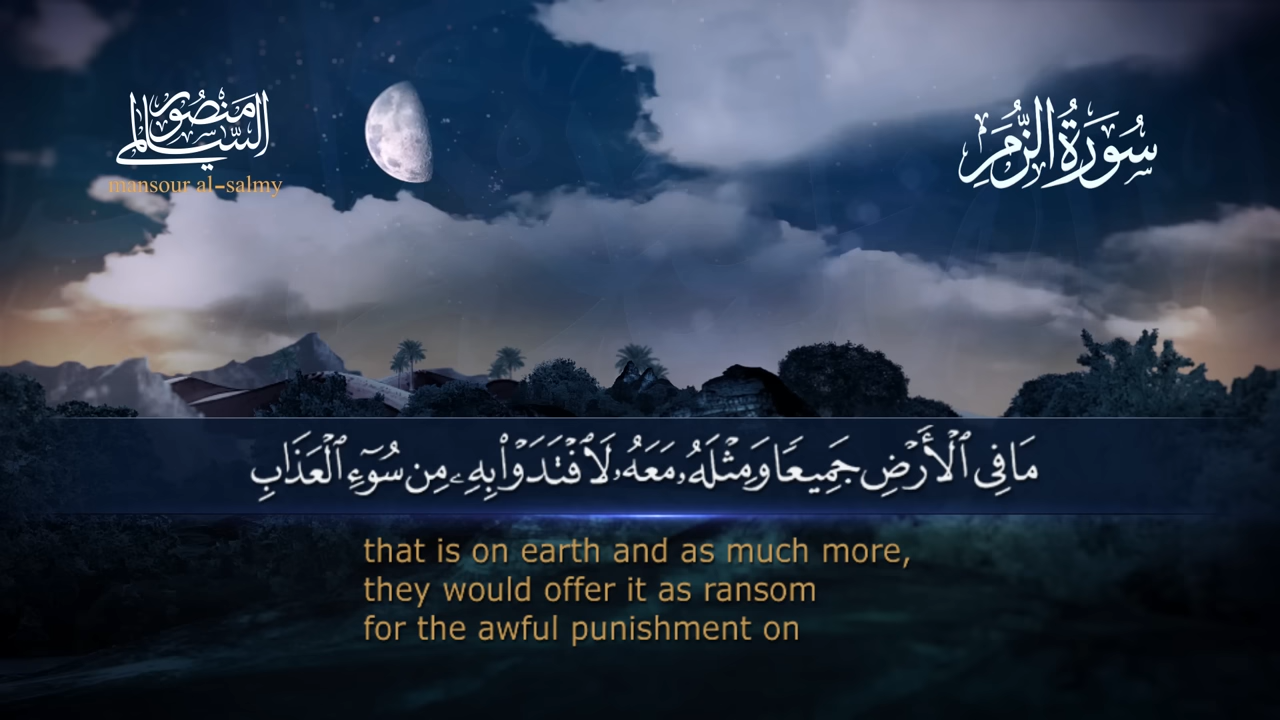 منصور السالمي
mansour al-salmy
سُورَةُ الزُّمَرِ
مَا فِى ٱلْأَرْضِ جَمِيعًا وَمِثْلَهُۥ مَعَهُۥ لَٱفْتَدَوْا۟ بِهِۦ مِن سُوٓءِ ٱلْعَذَابِ
that is on earth and as much more,
they would offer it as ransom
for the awful punishment on